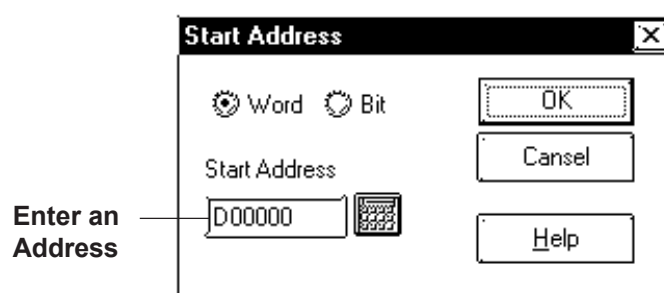 Start Address
Word Bit
OK
Cansel
Start Address
D00000
Enter an
Address
Help